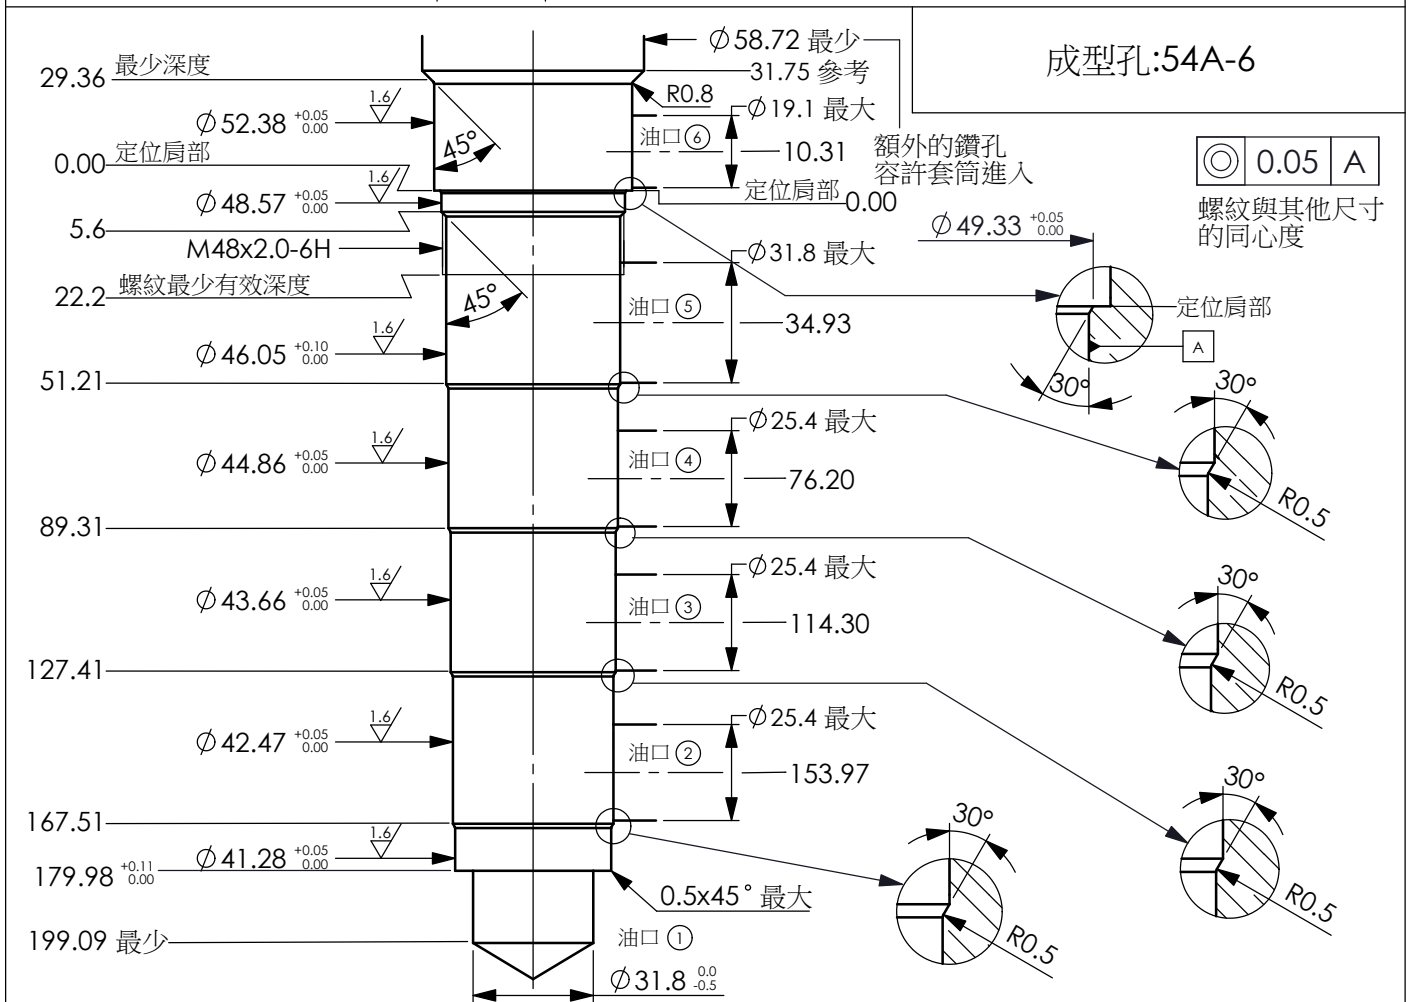 成型孔:54A-6
Ø58.72 最少
31.75 參考
29.36 最少深度
R0.8
Ø19.1 最大
1.6
Ø52.38 +0.05 0.00
45°
油口⑥
10.31
額外的鑽孔
容許套筒進入
◎ 0.05 A
螺紋與其他尺寸
的同心度
0.00 定位肩部
定位肩部 0.00
1.6
Ø48.57 +0.05 0.00
Ø49.33 +0.05 0.00
5.6
M48x2.0-6H
Ø31.8 最大
22.2 螺紋最少有效深度
45°
油口⑤
34.93
定位肩部
A
30°
1.6
Ø46.05 +0.10 0.00
51.21
30°
R0.5
Ø25.4 最大
1.6
Ø44.86 +0.05 0.00
油口④
76.20
89.31
Ø25.4 最大
30°
R0.5
1.6
Ø43.66 +0.05 0.00
油口③
114.30
127.41
Ø25.4 最大
1.6
Ø42.47 +0.05 0.00
油口②
153.97
30°
R0.5
167.51
1.6
Ø41.28 +0.05 0.00
179.98 +0.11 0.00
0.5x45° 最大
30°
R0.5
199.09 最少
油口①
Ø31.8 0.0 -0.5